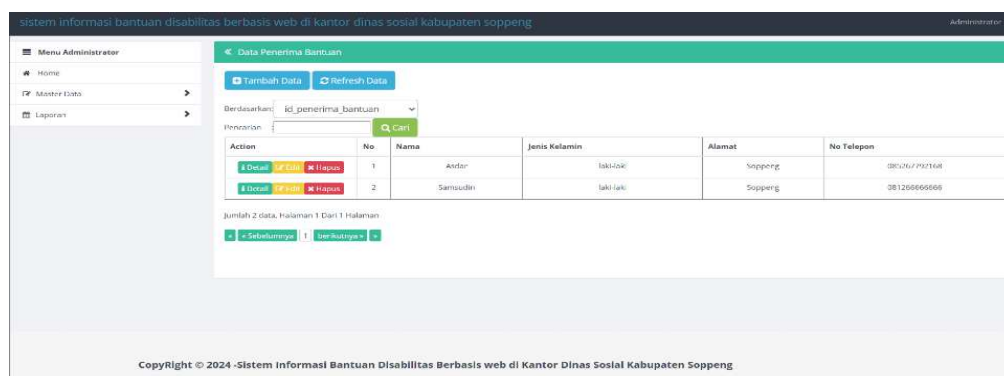 sistem informasi bantuan disabilitas berbasis web di kantor dinas sosial kabupaten soppeng
Administrator
Menu Administrator
Home
Master Data
Laporan
Data Penerima Bantuan
Tambah Data Refresh Data
Berdasarkan: id_penerima_bantuan
Pencarian : Cari
Action No Nama Jenis Kelamin Alamat No Telepon
Detail Edit Hapus 1 Asdar laki-laki Soppeng 085267792168
Detail Edit Hapus 2 Samsudin laki-laki Soppeng 081266666666
Jumlah 2 data, Halaman 1 Dari 1 Halaman
« « Sebelumnya 1 berikutnya » »
CopyRight © 2024 -Sistem Informasi Bantuan Disabilitas Berbasis web di Kantor Dinas Sosial Kabupaten Soppeng